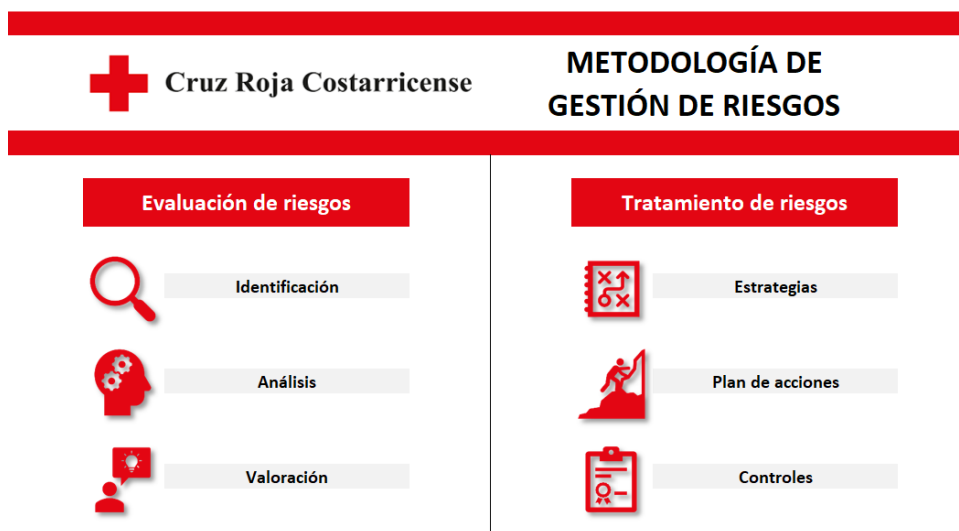 Cruz Roja Costarricense
METODOLOGÍA DE
GESTIÓN DE RIESGOS
Evaluación de riesgos
Identificación
Análisis
Valoración
Tratamiento de riesgos
Estrategias
Plan de acciones
Controles